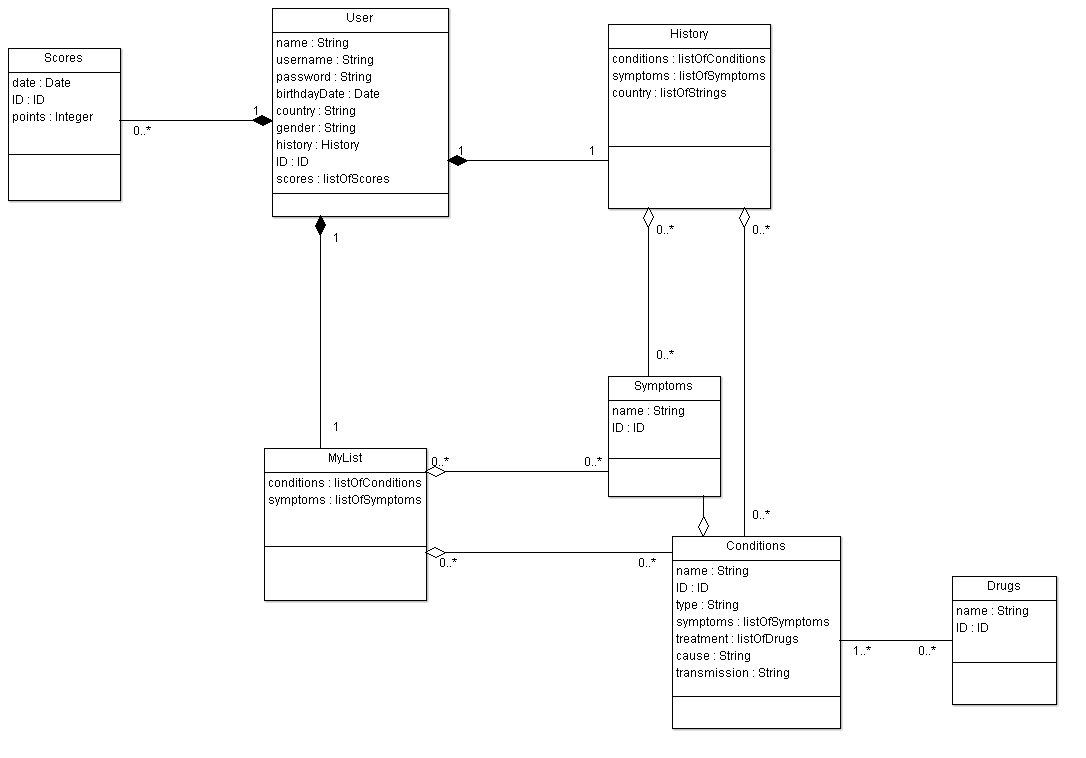 User
name : String
username : String
password : String
birthdayDate : Date
country : String
gender : String
history : History
ID : ID
scores : listOfScores
History
conditions : listOfConditions
symptoms : listOfSymptoms
country : listOfStrings
Scores
date : Date
ID : ID
points : Integer
1
0..*
1
1
1
0..*
0..*
0..*
1
Symptoms
name : String
ID : ID
MyList
conditions : listOfConditions
symptoms : listOfSymptoms
0..*
0..*
0..*
0..*
0..*
Conditions
name : String
ID : ID
type : String
symptoms : listOfSymptoms
treatment : listOfDrugs
cause : String
transmission : String
Drugs
name : String
ID : ID
1..*
0..*